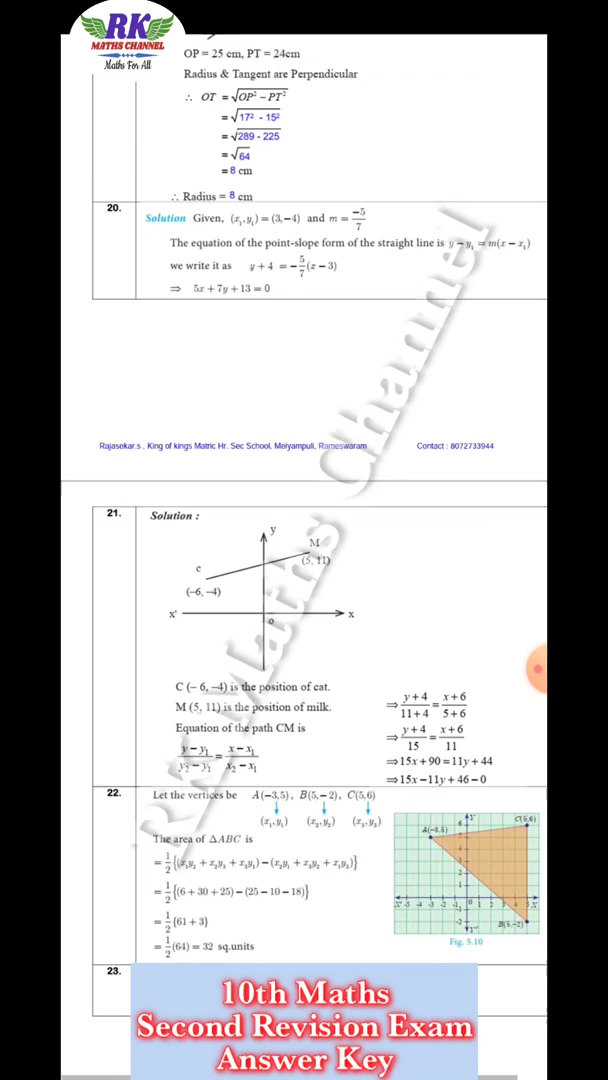 RK
MATHS CHANNEL
Maths For All
OP = 25 cm, PT = 24cm
Radius & Tangent are Perpendicular
∴ OT = √OP² – PT²
= √17² - 15²
= √289 - 225
= √64
= 8 cm
∴ Radius = 8 cm
20.
Solution Given, (x₁, y₁) = (3, –4) and m = –5/7
The equation of the point-slope form of the straight line is y – y₁ = m(x – x₁)
we write it as y + 4 = –5/7(x – 3)
⇒ 5x + 7y + 13 = 0
Rajasekar.s , King of kings Matric Hr. Sec School, Meiyampuli, Rameswaram Contact : 8072733944
RK Maths Channel
21. Solution :
y
M
(5, 11)
c
(–6, –4)
x' o x
C (– 6, –4) is the position of cat.
M (5, 11) is the position of milk.
Equation of the path CM is
y – y₁ / y₂ – y₁ = x – x₁ / x₂ – x₁
⇒ y + 4 / 11 + 4 = x + 6 / 5 + 6
⇒ y + 4 / 15 = x + 6 / 11
⇒ 15x + 90 = 11y + 44
⇒ 15x – 11y + 46 – 0
22. Let the vertices be A(–3,5) , B(5,– 2) , C(5,6)
(x₁,y₁) (x₂,y₂) (x₃,y₃)
The area of ΔABC is
= 1/2 {(x₁y₂ + x₂y₃ + x₃y₁) – (x₂y₁ + x₃y₂ + x₁y₃)}
= 1/2 {(6 + 30 + 25) – (25 – 10 – 18)}
= 1/2 {61 + 3}
= 1/2 (64) = 32 sq.units
C(5,6)
A(–3,5)
B(5,–2)
Fig. 5.10
23.
10th Maths
Second Revision Exam
Answer Key